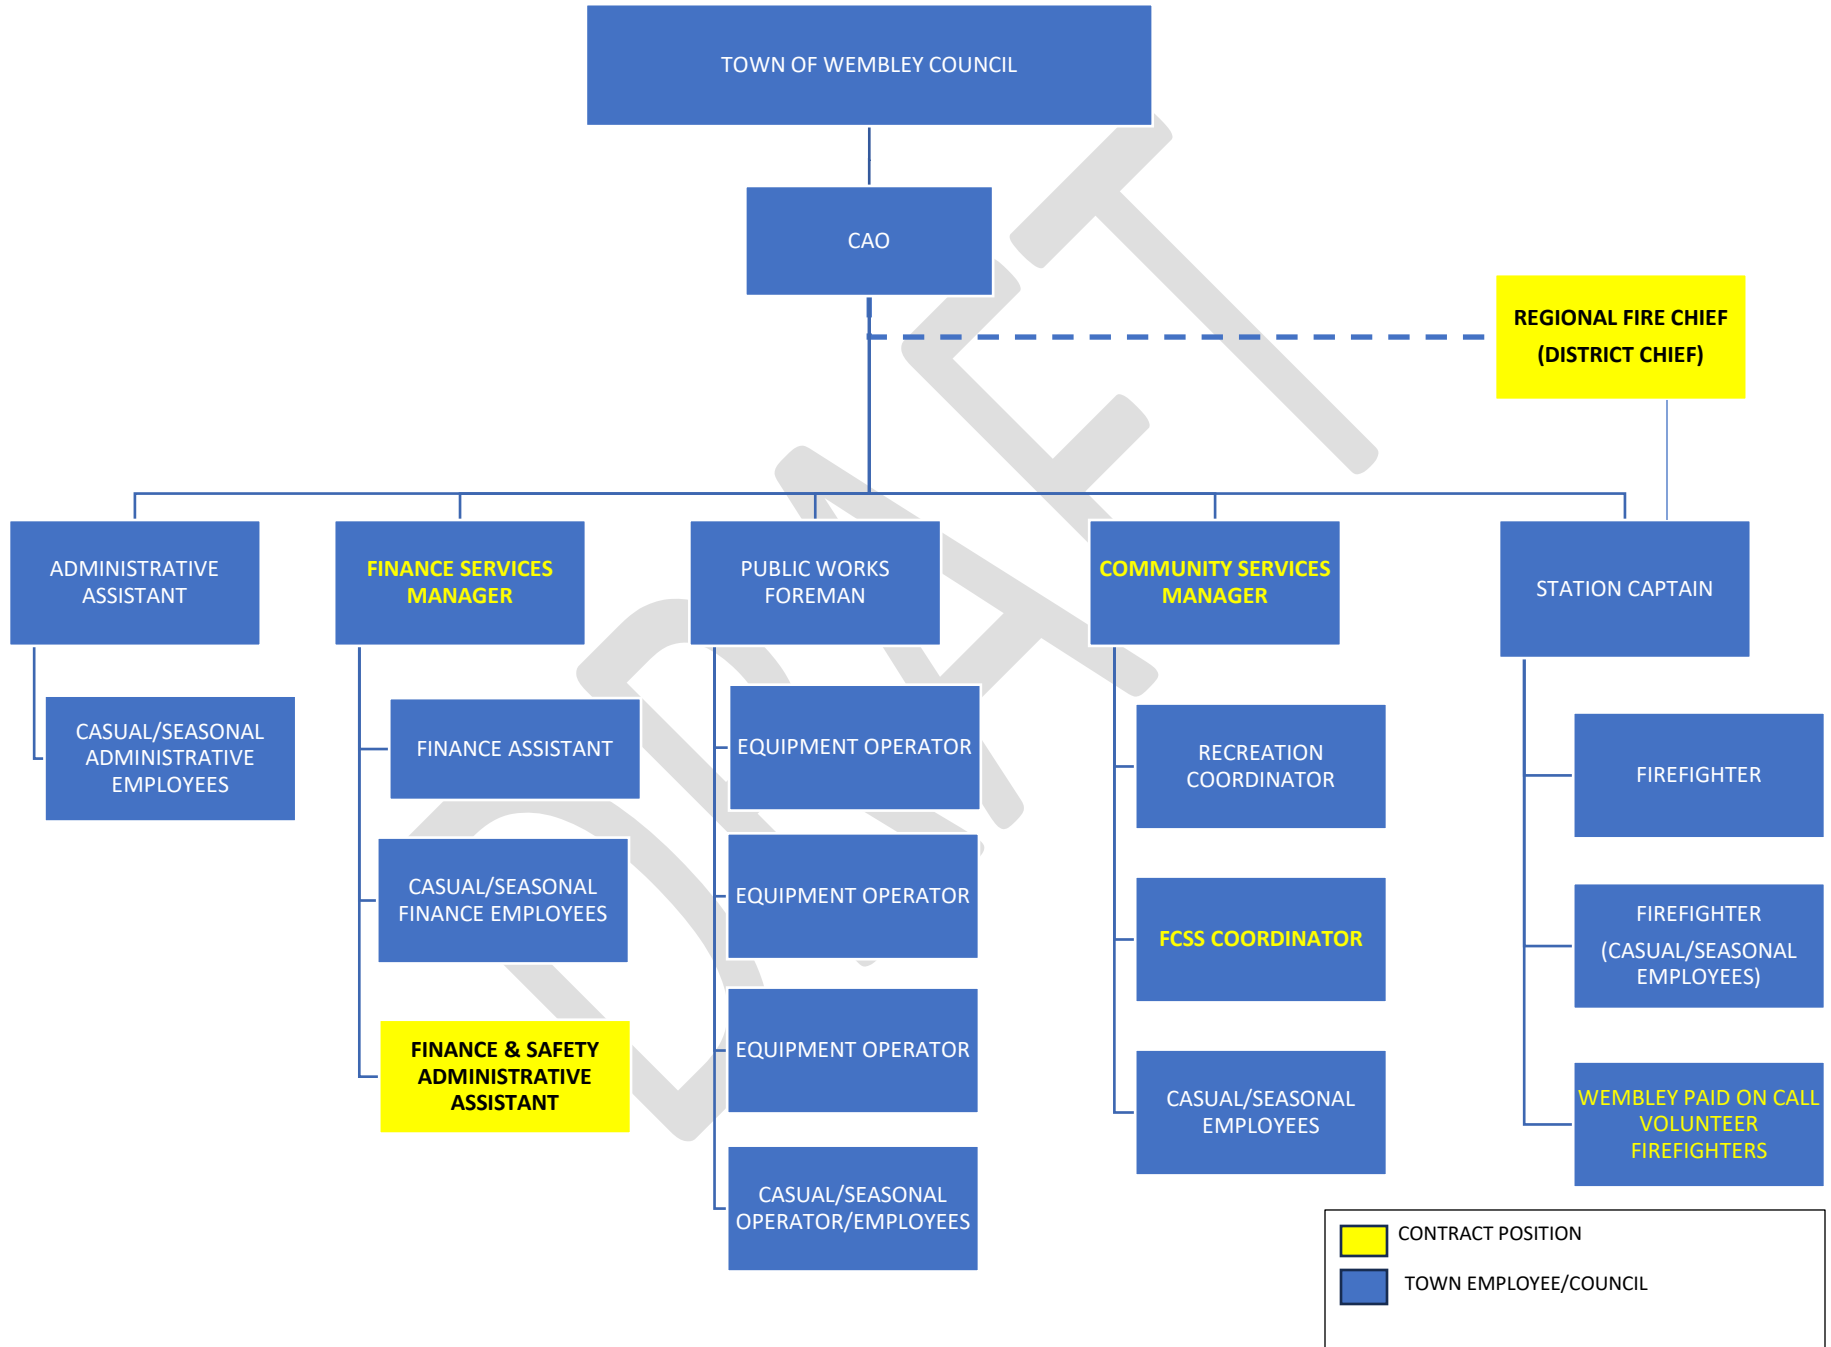 TOWN OF WEMBLEY COUNCIL
CAO
REGIONAL FIRE CHIEF
(DISTRICT CHIEF)
ADMINISTRATIVE
ASSISTANT
FINANCE SERVICES
MANAGER
PUBLIC WORKS
FOREMAN
COMMUNITY SERVICES
MANAGER
STATION CAPTAIN
CASUAL/SEASONAL
ADMINISTRATIVE
EMPLOYEES
FINANCE ASSISTANT
CASUAL/SEASONAL
FINANCE EMPLOYEES
FINANCE & SAFETY
ADMINISTRATIVE
ASSISTANT
EQUIPMENT OPERATOR
EQUIPMENT OPERATOR
EQUIPMENT OPERATOR
CASUAL/SEASONAL
OPERATOR/EMPLOYEES
RECREATION
COORDINATOR
FCSS COORDINATOR
CASUAL/SEASONAL
EMPLOYEES
FIREFIGHTER
FIREFIGHTER
(CASUAL/SEASONAL
EMPLOYEES)
WEMBLEY PAID ON CALL
VOLUNTEER
FIREFIGHTERS
CONTRACT POSITION
TOWN EMPLOYEE/COUNCIL
DRAFT